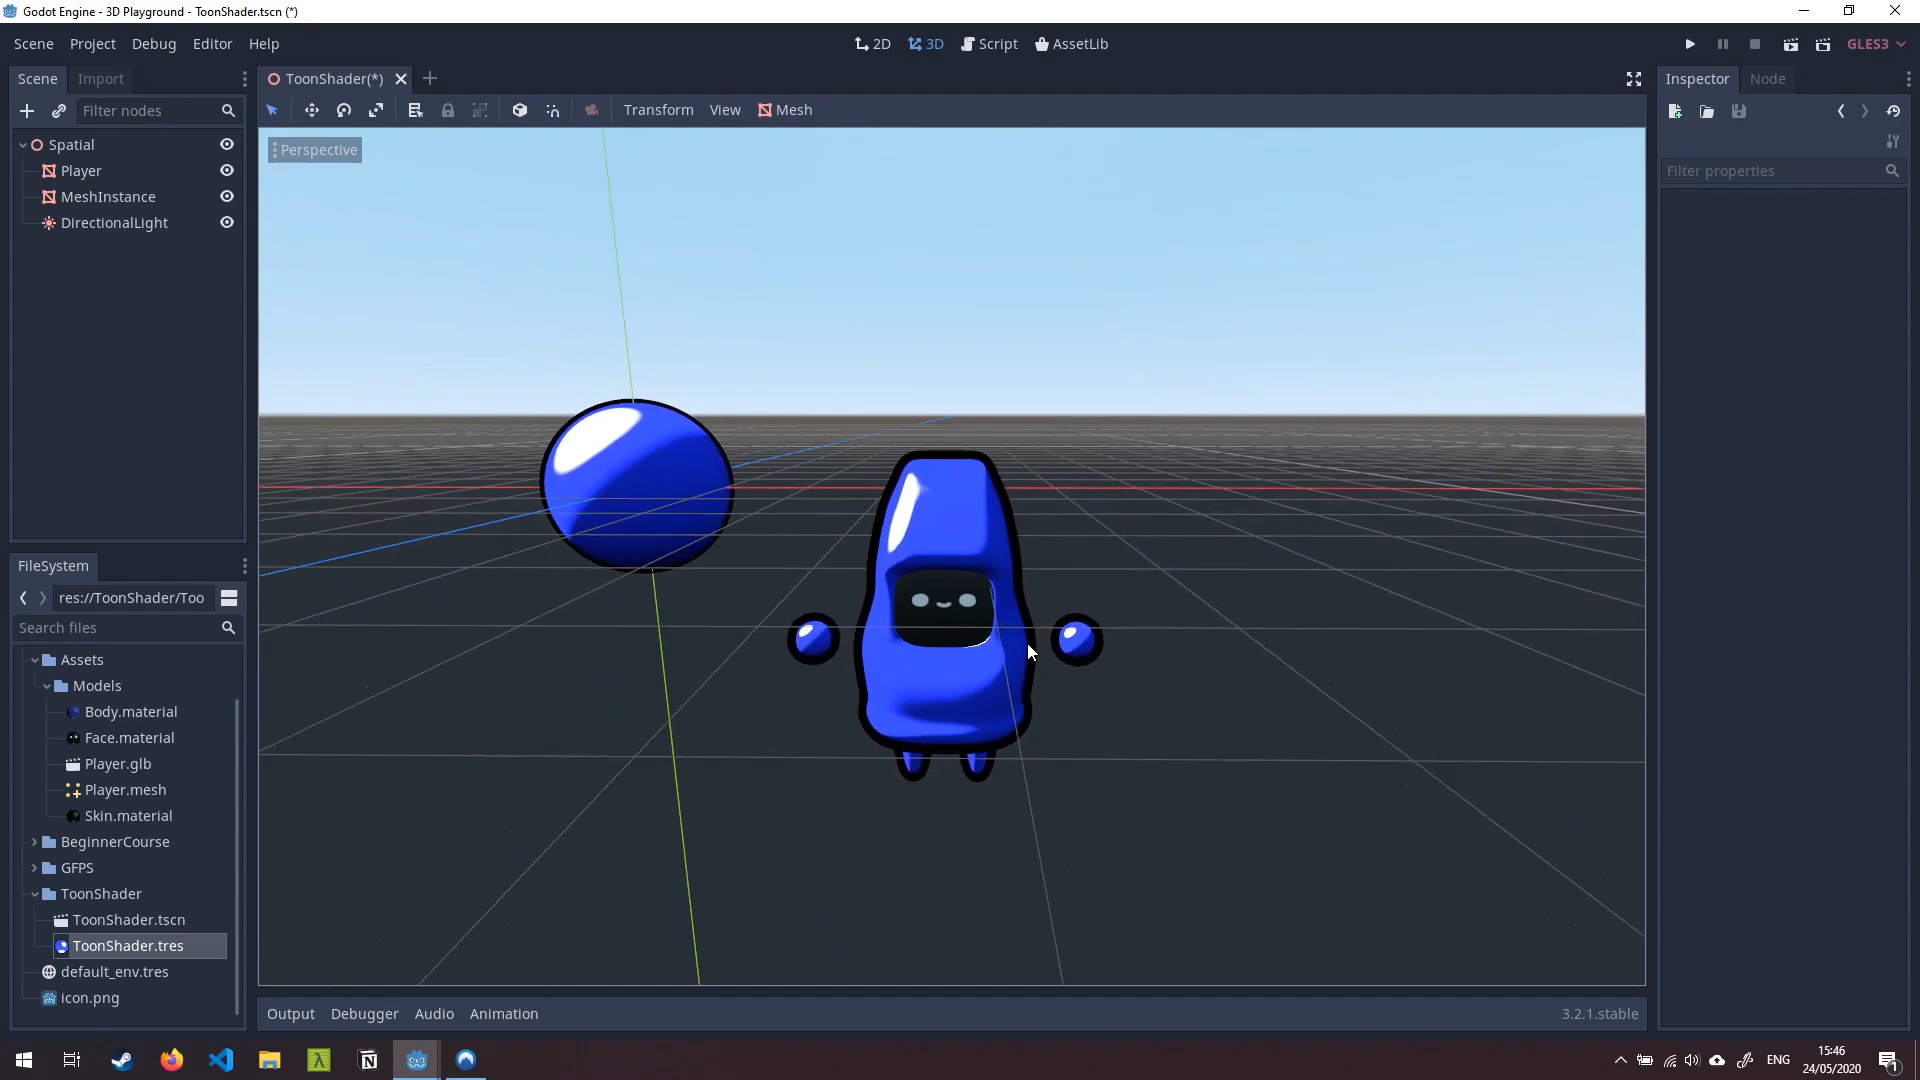 Godot Engine - 3D Playground - ToonShader.tscn (*)
Scene Project Debug Editor Help
2D 3D Script AssetLib
GLES3
Scene Import
ToonShader(*)
Inspector Node
Filter nodes
Transform View Mesh
Spatial
Player
MeshInstance
DirectionalLight
Perspective
Filter properties
FileSystem
res://ToonShader/Too
Search files
Assets
Models
Body.material
Face.material
Player.glb
Player.mesh
Skin.material
BeginnerCourse
GFPS
ToonShader
ToonShader.tscn
ToonShader.tres
default_env.tres
icon.png
Output Debugger Audio Animation
3.2.1.stable
ENG
15:46
24/05/2020
1